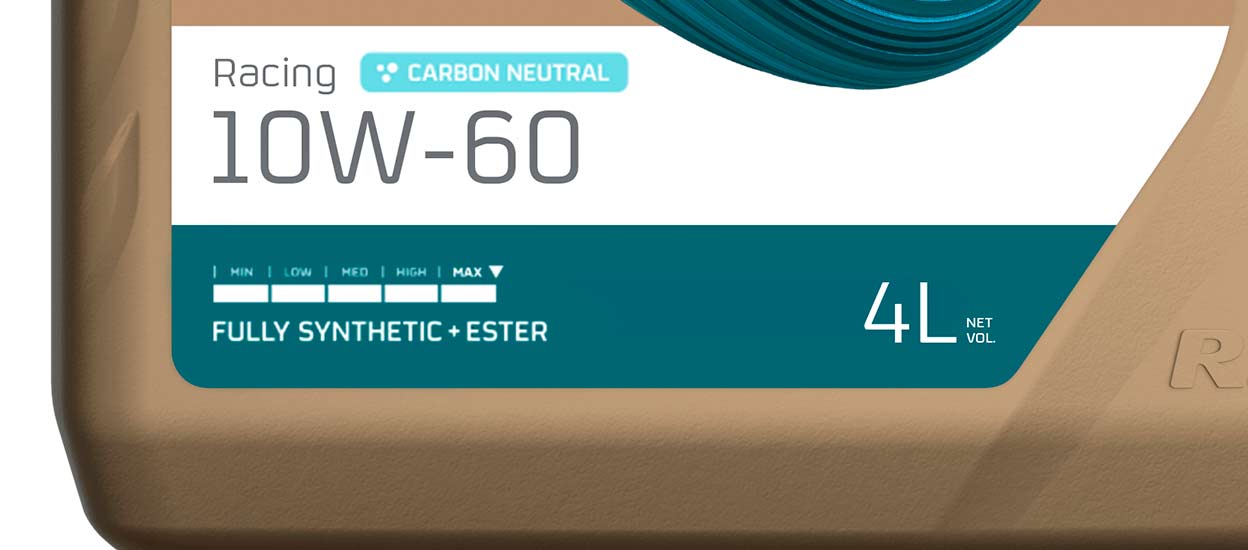 Racing
CARBON NEUTRAL
10W-60
| MIN | LOW | MED | HIGH | MAX
FULLY SYNTHETIC + ESTER
4L NET VOL.
R